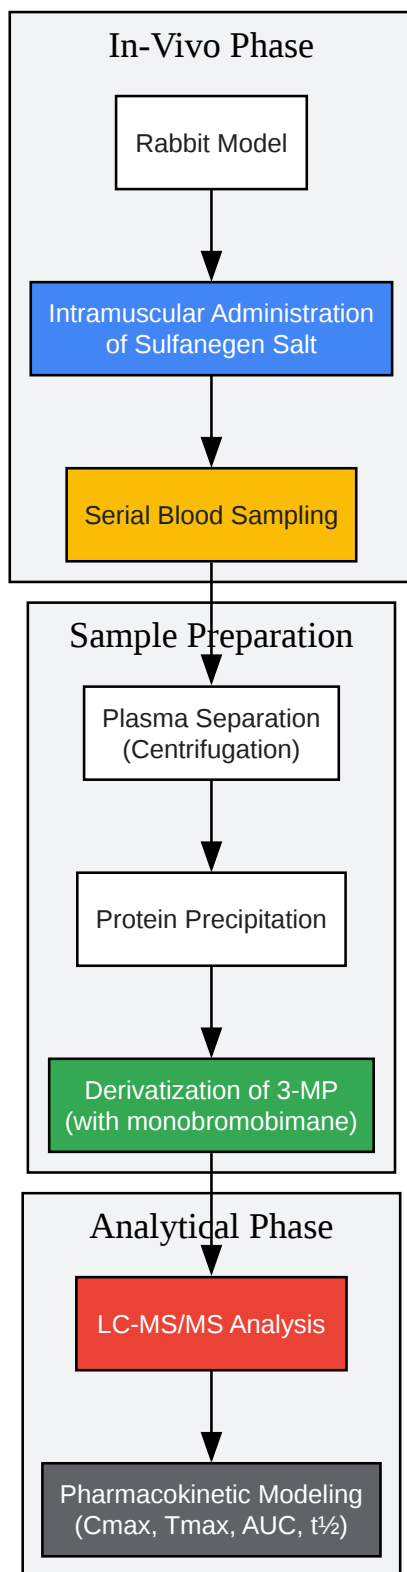 In-Vivo Phase
Rabbit Model
Intramuscular Administration
of Sulfanegen Salt
Serial Blood Sampling
Sample Preparation
Plasma Separation
(Centrifugation)
Protein Precipitation
Derivatization of 3-MP
(with monobromobimane)
Analytical Phase
LC-MS/MS Analysis
Pharmacokinetic Modeling
(Cmax, Tmax, AUC, t½)